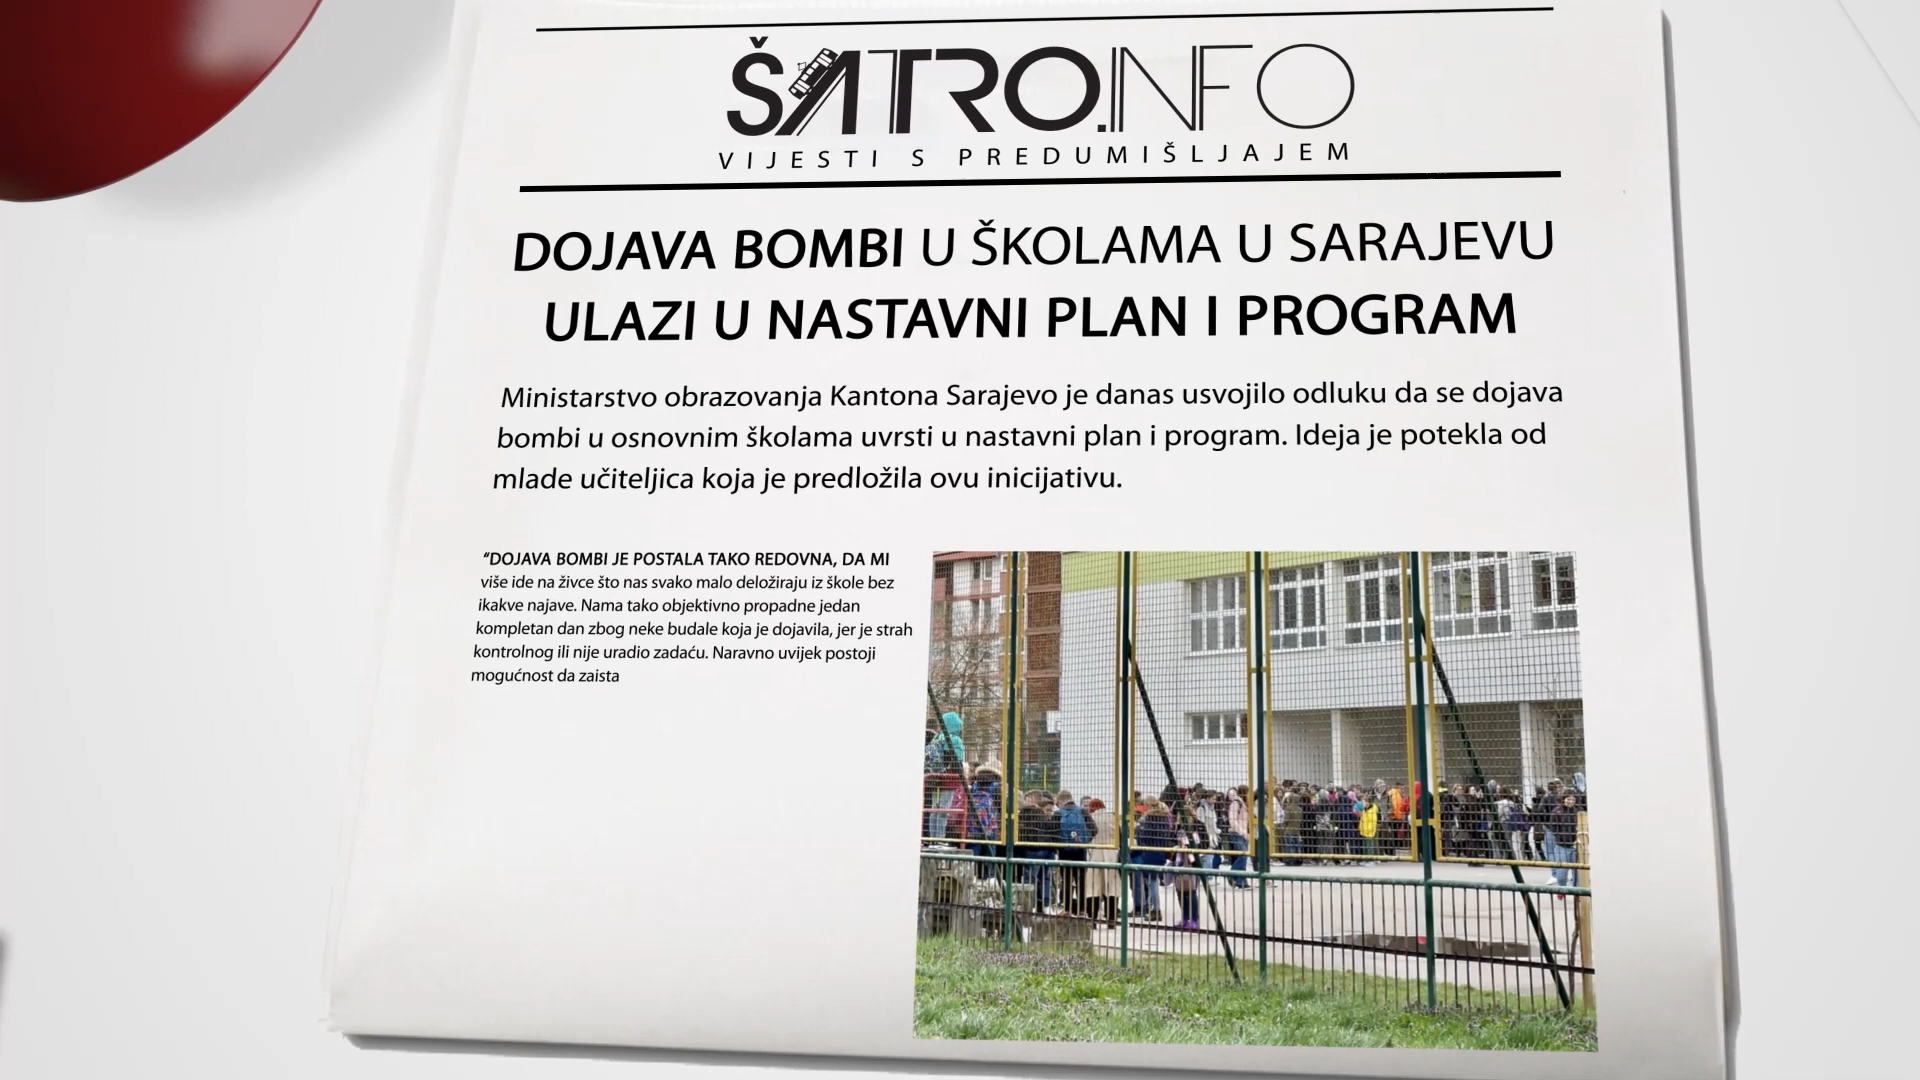 ŠATRO.INFO
VIJESTI S PREDUMIŠLJAJEM
DOJAVA BOMBI U ŠKOLAMA U SARAJEVU
ULAZI U NASTAVNI PLAN I PROGRAM
Ministarstvo obrazovanja Kantona Sarajevo je danas usvojilo odluku da se dojava
bombi u osnovnim školama uvrsti u nastavni plan i program. Ideja je potekla od
mlade učiteljica koja je predložila ovu inicijativu.
“DOJAVA BOMBI JE POSTALA TAKO REDOVNA, DA MI
više ide na živce što nas svako malo deložiraju iz škole bez
ikakve najave. Nama tako objektivno propadne jedan
kompletan dan zbog neke budale koja je dojavila, jer je strah
kontrolnog ili nije uradio zadaću. Naravno uvijek postoji
mogućnost da zaista